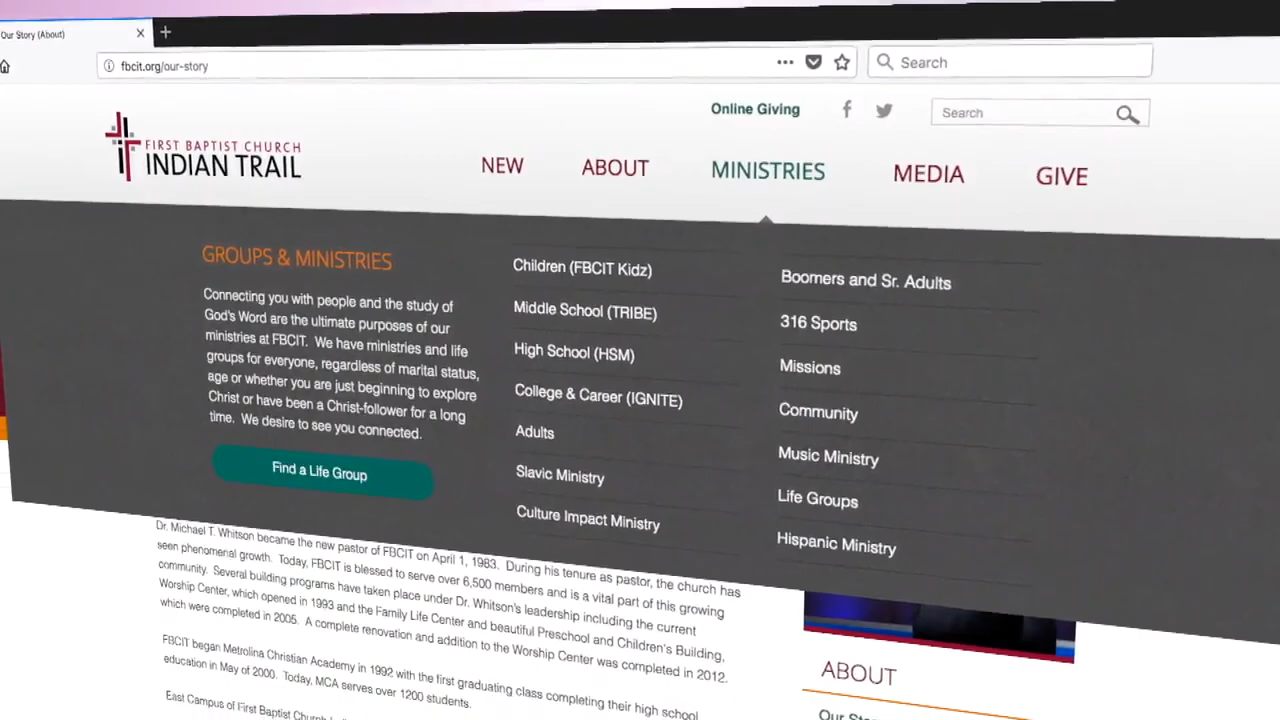 Our Story (About)
fbcit.org/our-story
Search
Online Giving
Search
FIRST BAPTIST CHURCH
INDIAN TRAIL
NEW
ABOUT
MINISTRIES
MEDIA
GIVE
GROUPS & MINISTRIES
Connecting you with people and the study of
God's Word are the ultimate purposes of our
ministries at FBCIT. We have ministries and life
groups for everyone, regardless of marital status,
age or whether you are just beginning to explore
Christ or have been a Christ-follower for a long
time. We desire to see you connected.
Find a Life Group
Children (FBCIT Kidz)
Middle School (TRIBE)
High School (HSM)
College & Career (IGNITE)
Adults
Slavic Ministry
Culture Impact Ministry
Boomers and Sr. Adults
316 Sports
Missions
Community
Music Ministry
Life Groups
Hispanic Ministry
Dr. Michael T. Whitson became the new pastor of FBCIT on April 1, 1983. During his tenure as pastor, the church has
seen phenomenal growth. Today, FBCIT is blessed to serve over 6,500 members and is a vital part of this growing
community. Several building programs have taken place under Dr. Whitson's leadership including the current
Worship Center, which opened in 1993 and the Family Life Center and beautiful Preschool and Children's Building,
which were completed in 2005. A complete renovation and addition to the Worship Center was completed in 2012.
FBCIT began Metrolina Christian Academy in 1992 with the first graduating class completing their high school
education in May of 2000. Today, MCA serves over 1200 students.
East Campus of First Baptist Church
ABOUT
Our